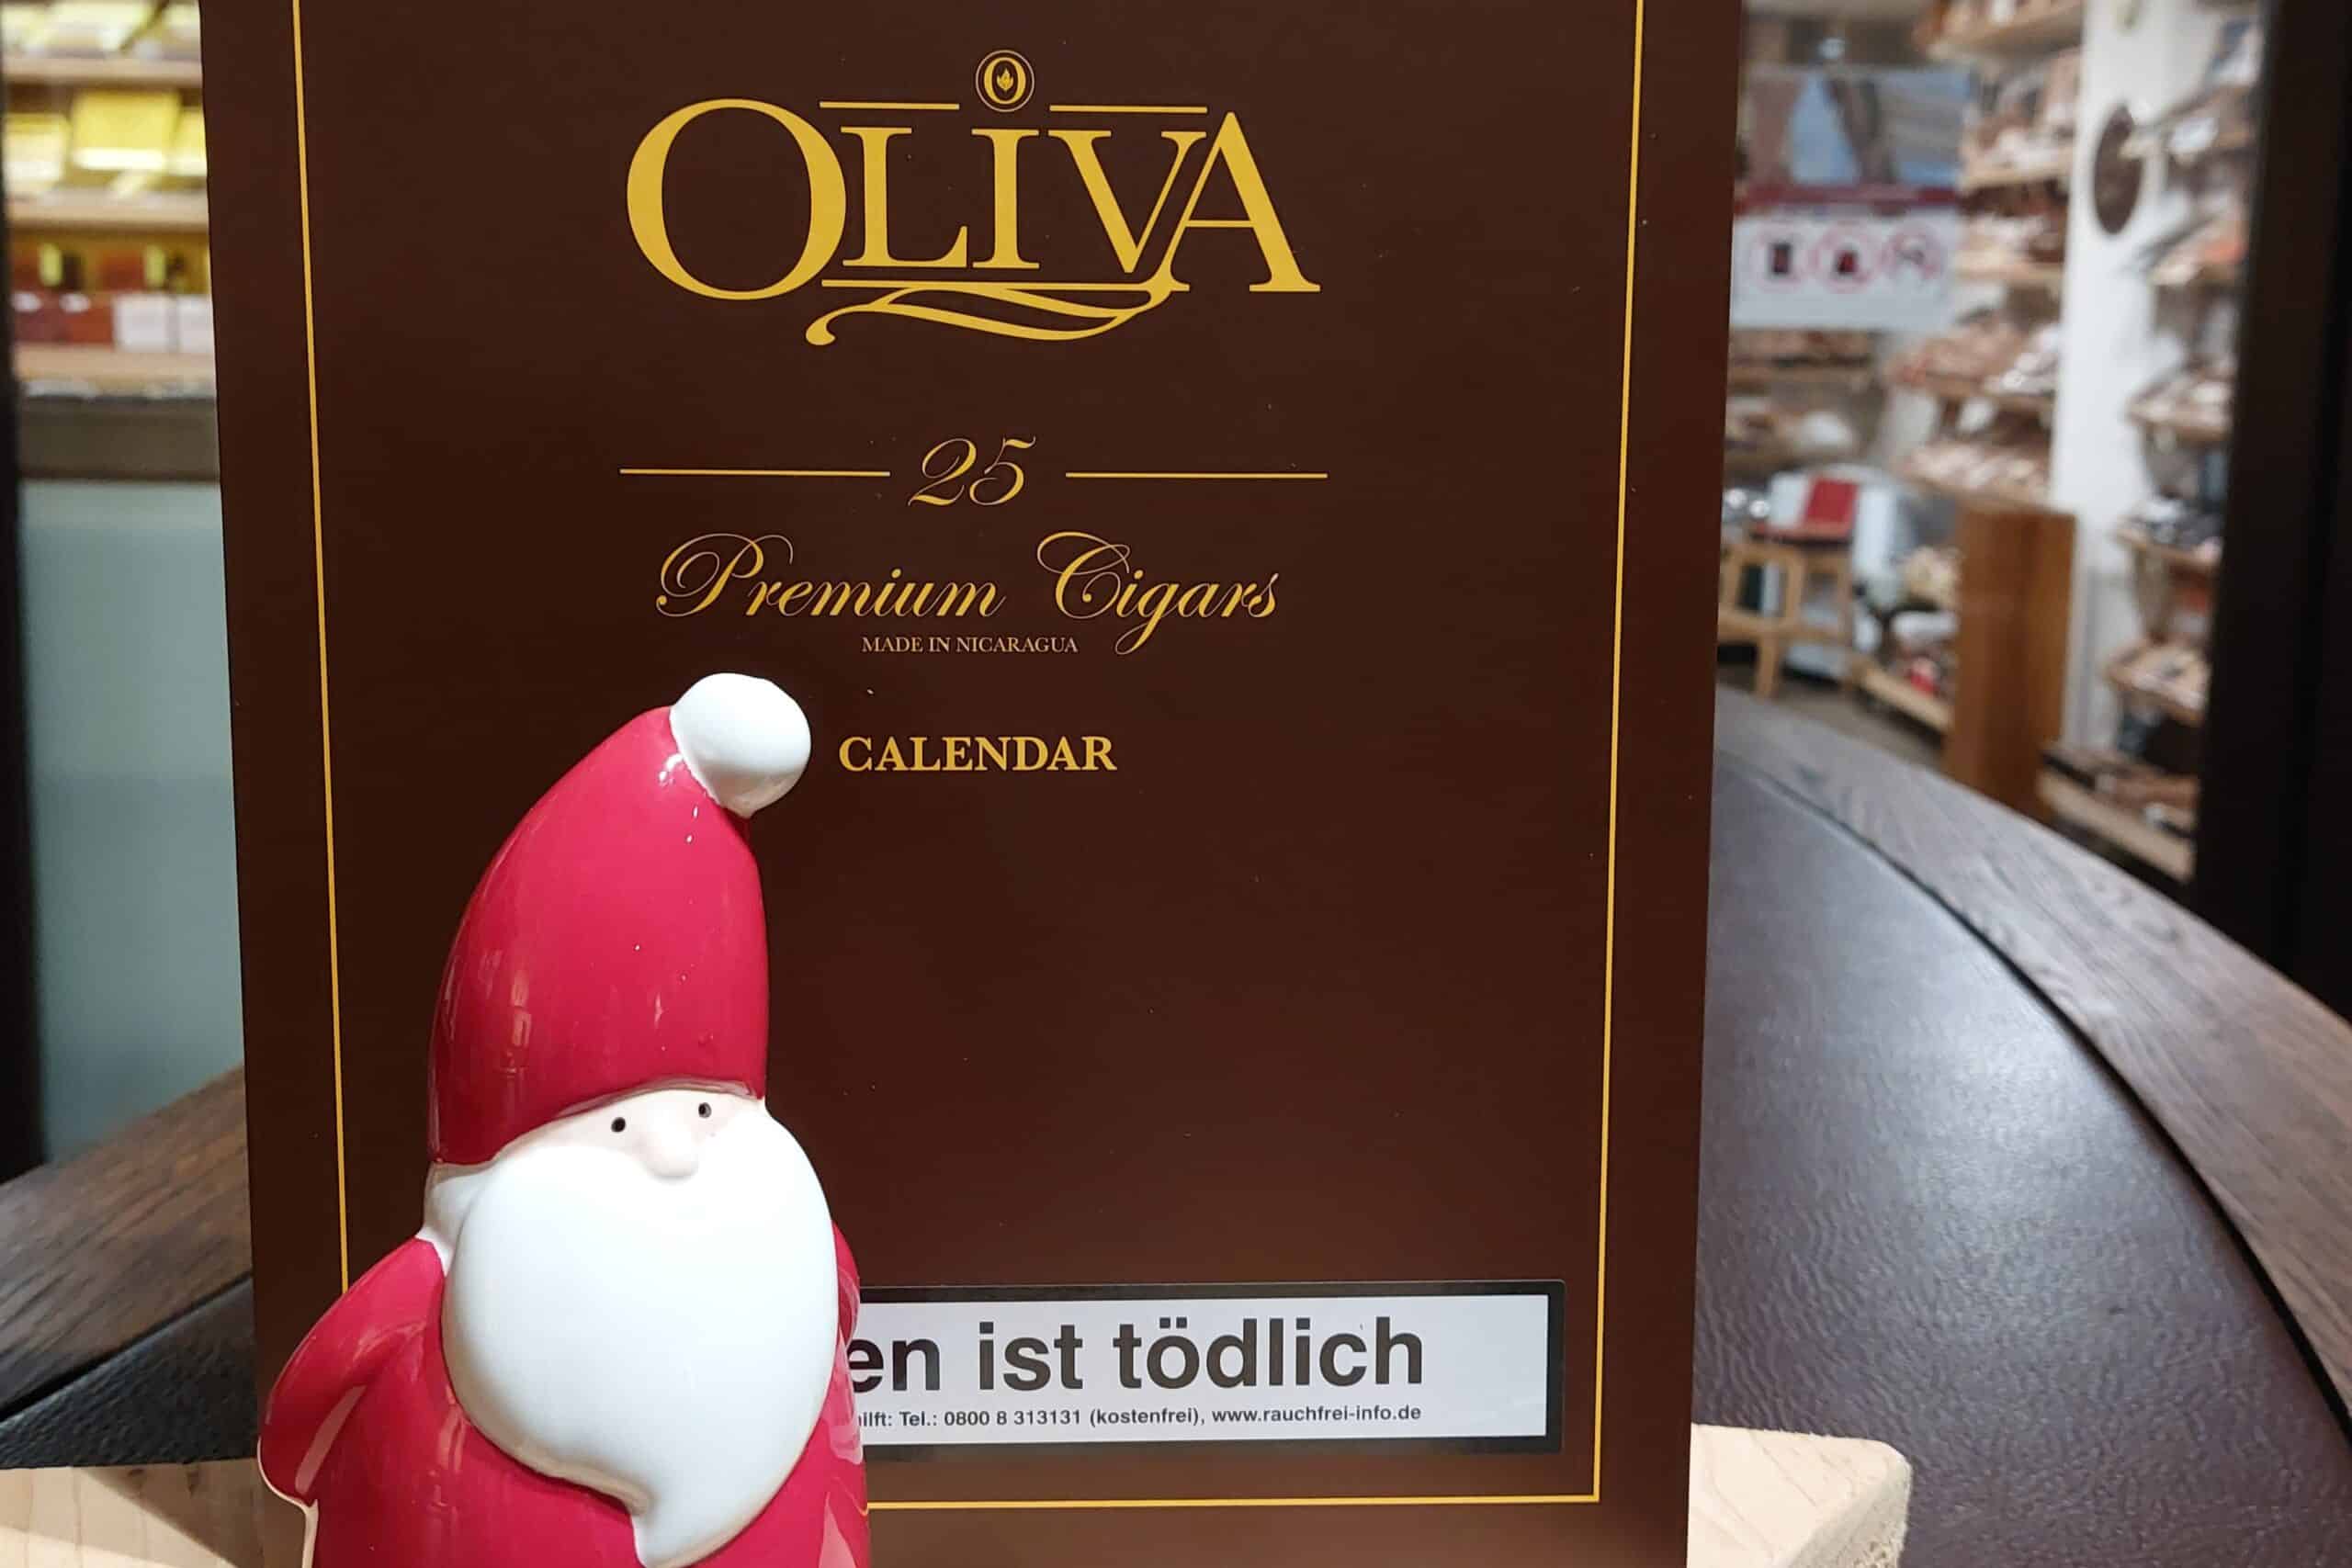 O
OLIVA
25
Premium Cigars
MADE IN NICARAGUA
CALENDAR
en ist tödlich
hilft: Tel.: 0800 8 313131 (kostenfrei), www.rauchfrei-info.de